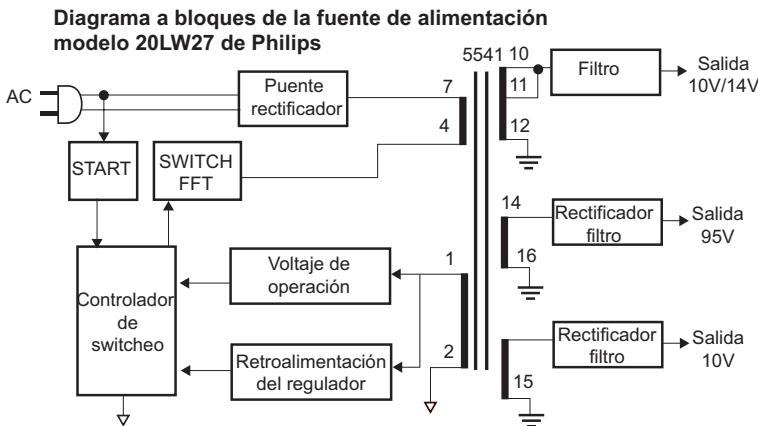 Diagrama a bloques de la fuente de alimentación
modelo 20LW27 de Philips
AC
Puente
rectificador
START
SWITCH
FFT
Controlador
de
switcheo
Voltaje de
operación
Retroalimentación
del regulador
7
4
1
2
5541
10
11
12
Filtro
Salida
10V/14V
14
16
Rectificador
filtro
Salida
95V
15
Rectificador
filtro
Salida
10V